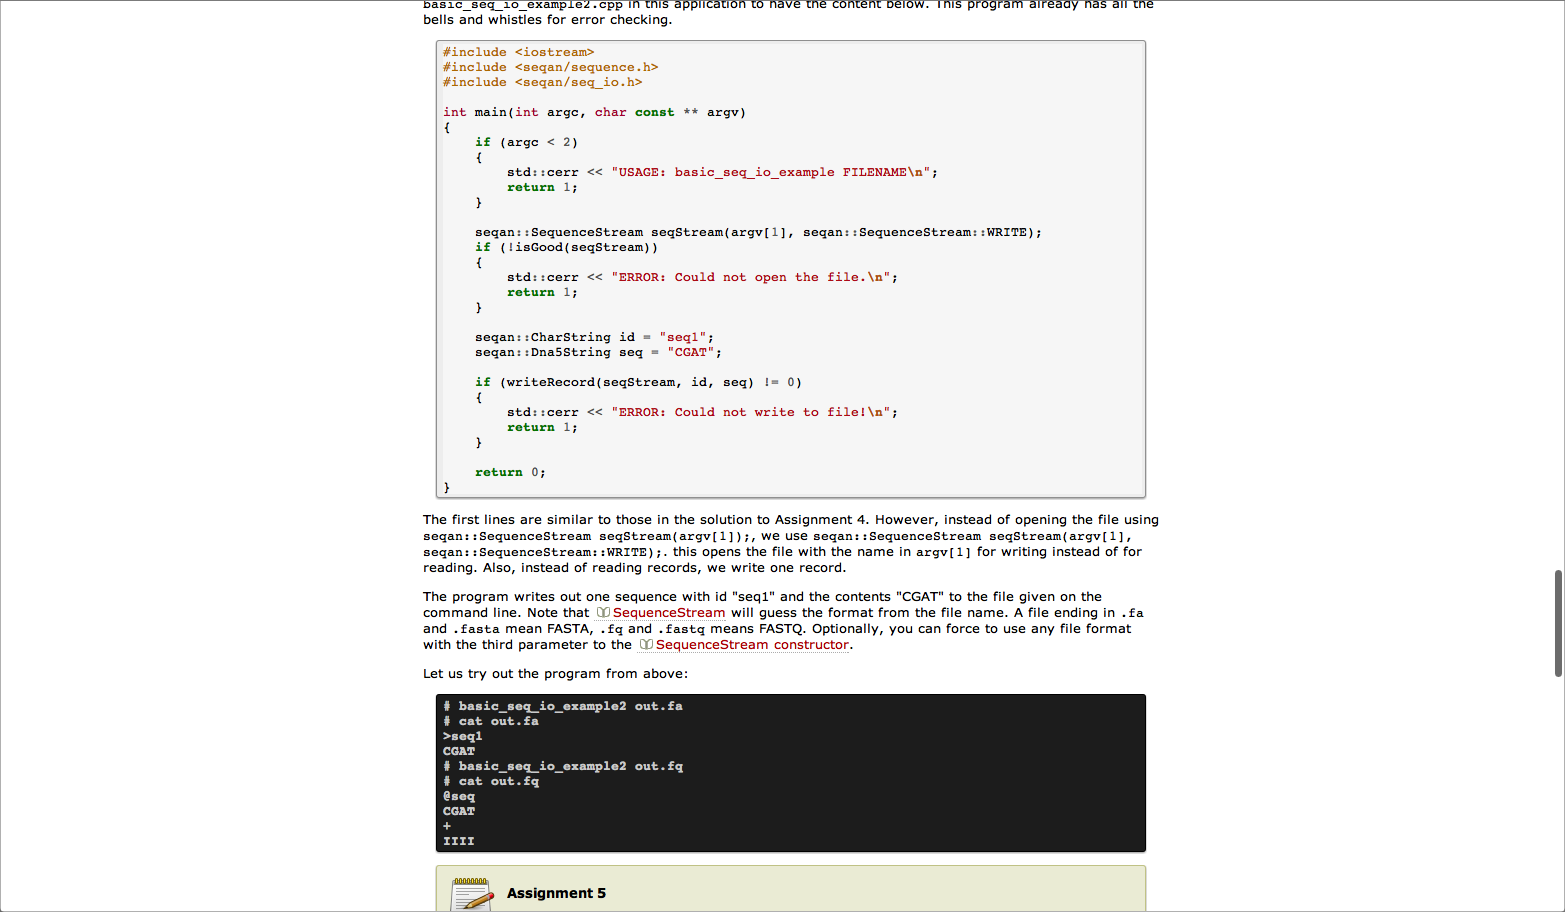 basic_seq_io_example2.cpp in this application to have the content below. This program already has all the
bells and whistles for error checking.
#include <iostream>
#include <seqan/sequence.h>
#include <seqan/seq_io.h>
int main(int argc, char const ** argv)
{
    if (argc < 2)
    {
        std::cerr << "USAGE: basic_seq_io_example FILENAME\n";
        return 1;
    }
    seqan::SequenceStream seqStream(argv[1], seqan::SequenceStream::WRITE);
    if (!isGood(seqStream))
    {
        std::cerr << "ERROR: Could not open the file.\n";
        return 1;
    }
    seqan::CharString id = "seq1";
    seqan::Dna5String seq = "CGAT";
    if (writeRecord(seqStream, id, seq) != 0)
    {
        std::cerr << "ERROR: Could not write to file!\n";
        return 1;
    }
    return 0;
}
The first lines are similar to those in the solution to Assignment 4. However, instead of opening the file using
seqan::SequenceStream seqStream(argv[1]);, we use seqan::SequenceStream seqStream(argv[1],
seqan::SequenceStream::WRITE);. this opens the file with the name in argv[1] for writing instead of for
reading. Also, instead of reading records, we write one record.
The program writes out one sequence with id "seq1" and the contents "CGAT" to the file given on the
command line. Note that SequenceStream will guess the format from the file name. A file ending in .fa
and .fasta mean FASTA, .fq and .fastq means FASTQ. Optionally, you can force to use any file format
with the third parameter to the SequenceStream constructor.
Let us try out the program from above:
# basic_seq_io_example2 out.fa
# cat out.fa
>seq1
CGAT
# basic_seq_io_example2 out.fq
# cat out.fq
@seq
CGAT
+
IIII
Assignment 5